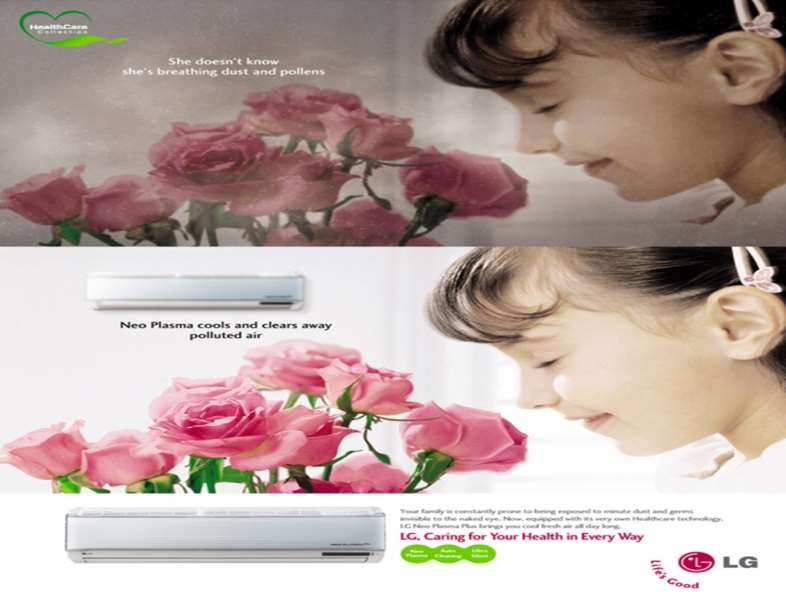 HealthCare
Collection
She doesn't know
she's breathing dust and pollens
Neo Plasma cools and clears away
polluted air
Your family is constantly prone to being exposed to minute dust and germs
invisible to the naked eye. Now, equipped with its very own Healthcare technology,
LG Neo Plasma Plus brings you cool fresh air all day long.
LG, Caring for Your Health in Every Way
Neo Plasma
Auto Cleaning
Ultra Silent
LG
Life's Good